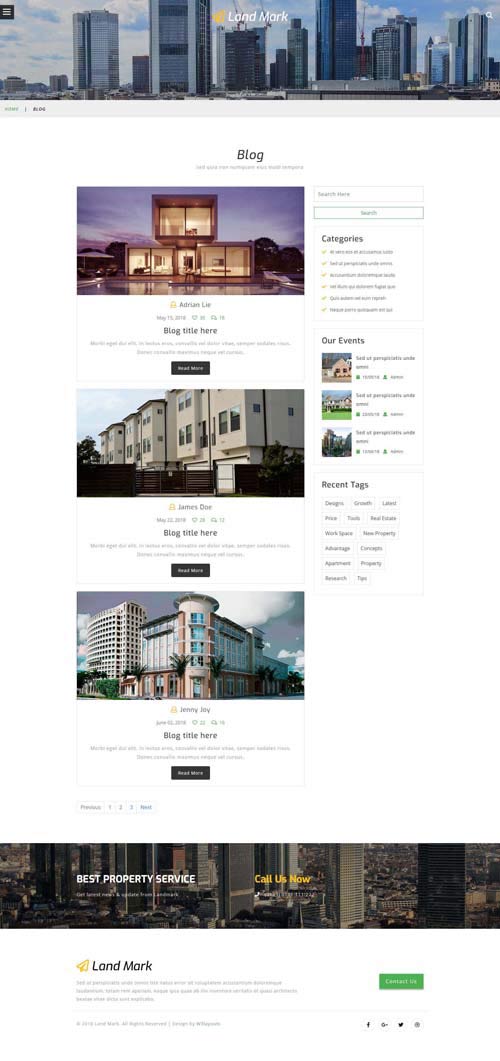 Land Mark
HOME | BLOG
Blog
Sed quia non numquam eius modi tempora
Adrian Lie
May 15, 2018 30 18
Blog title here
Morbi eget dui elit. In lectus eros, convallis vel dolor vitae, semper sodales risus.
Donec convallis maximus neque vel cursus.
Read More
James Doe
May 22, 2018 28 12
Blog title here
Morbi eget dui elit. In lectus eros, convallis vel dolor vitae, semper sodales risus.
Donec convallis maximus neque vel cursus.
Read More
Jenny Joy
June 02, 2018 22 16
Blog title here
Morbi eget dui elit. In lectus eros, convallis vel dolor vitae, semper sodales risus.
Donec convallis maximus neque vel cursus.
Read More
Previous 1 2 3 Next
Search Here
Search
Categories
At vero eos et accusamus iusto
Sed ut perspiciatis unde omnis
accusantium doloremque lauda
vel illum qui dolorem fugiat quo
Quis autem vel eum repreh
Neque porro quisquam est qui
Our Events
Sed ut perspiciatis unde
omni
15/05/18 Admin
Sed ut perspiciatis unde
omni
22/05/18 Admin
Sed ut perspiciatis unde
omni
12/06/18 Admin
Recent Tags
Designs Growth Latest
Price Tools Real Estate
Work Space New Property
Advantage Concepts
Apartment Property
Research Tips
BEST PROPERTY SERVICE
Get latest news & update from Landmark
Call Us Now
Land Mark
Sed ut perspiciatis unde omnis iste natus error sit voluptatem accusantium doloremque
laudantium, totam rem aperiam, eaque ipsa quae ab illo inventore veritatis et quasi architecto
beatae vitae dicta sunt explicabo.
Contact Us
© 2018 Land Mark. All Rights Reserved | Design by W3layouts